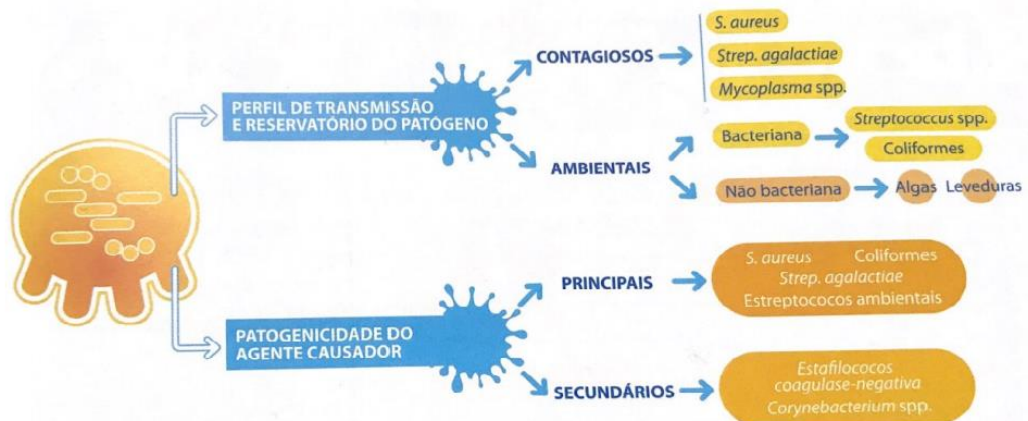 PERFIL DE TRANSMISSÃO
E RESERVATÓRIO DO PATÓGENO
CONTAGIOSOS
S. aureus
Strep. agalactiae
Mycoplasma spp.
AMBIENTAIS
Bacteriana
Streptococcus spp.
Coliformes
Não bacteriana
Algas Leveduras
PATOGENICIDADE DO
AGENTE CAUSADOR
PRINCIPAIS
S. aureus Coliformes
Strep. agalactiae
Estreptococos ambientais
SECUNDÁRIOS
Estafilococos
coagulase-negativa
Corynebacterium spp.